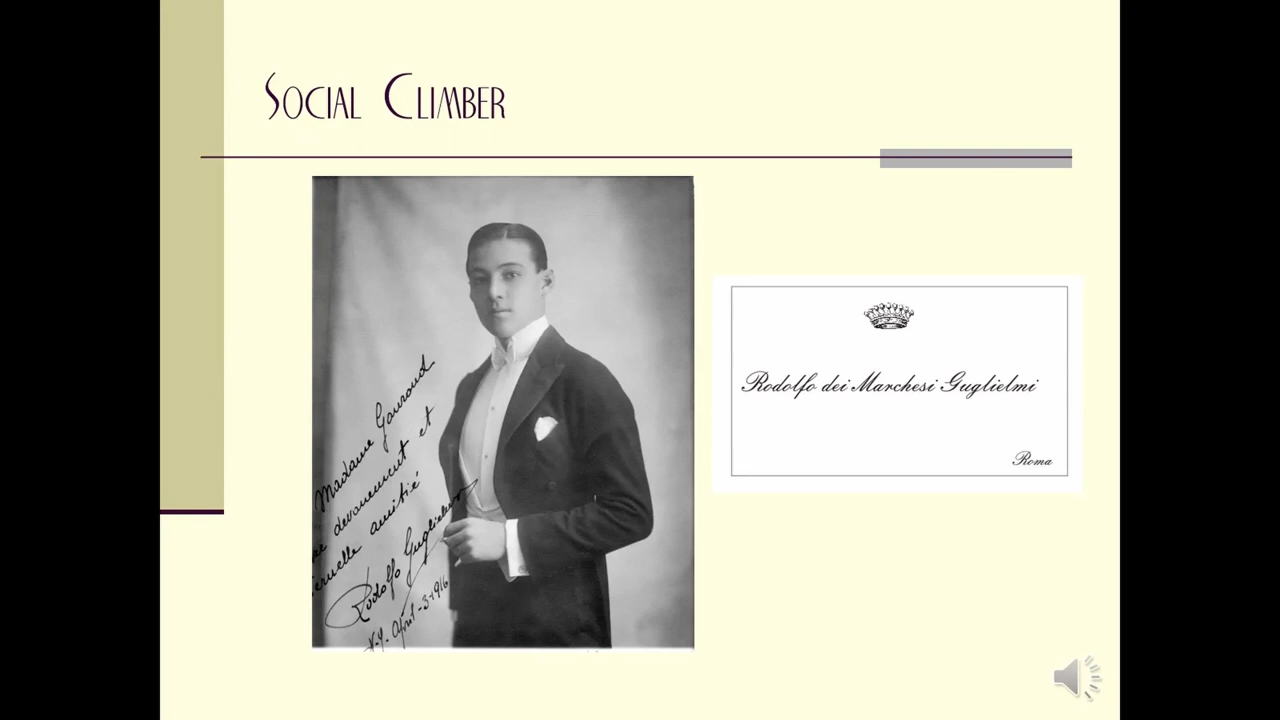 Social Climber
Madame Gouraud
devouement et
amitié
Rodolfo Guglielmi
N.Y. April-3-1916
Rodolfo dei Marchesi Guglielmi
Roma